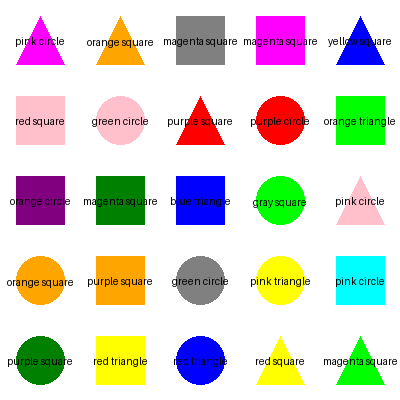 pink circle orange square magenta square magenta square yellow square
red square green circle purple square purple circle orange triangle
orange circle magenta square blue triangle gray square pink circle
orange square purple square green circle pink triangle pink circle
purple square red triangle red triangle red square magenta square